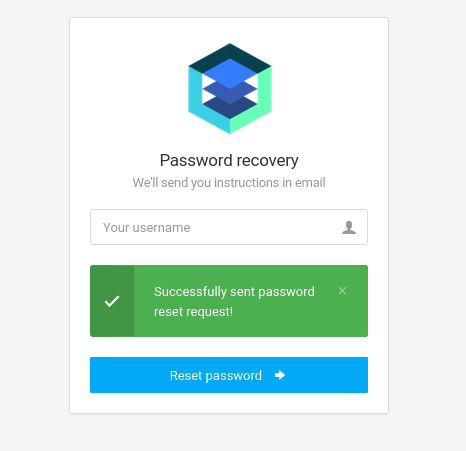 Password recovery
We'll send you instructions in email
Your username
Successfully sent password
reset request!
Reset password